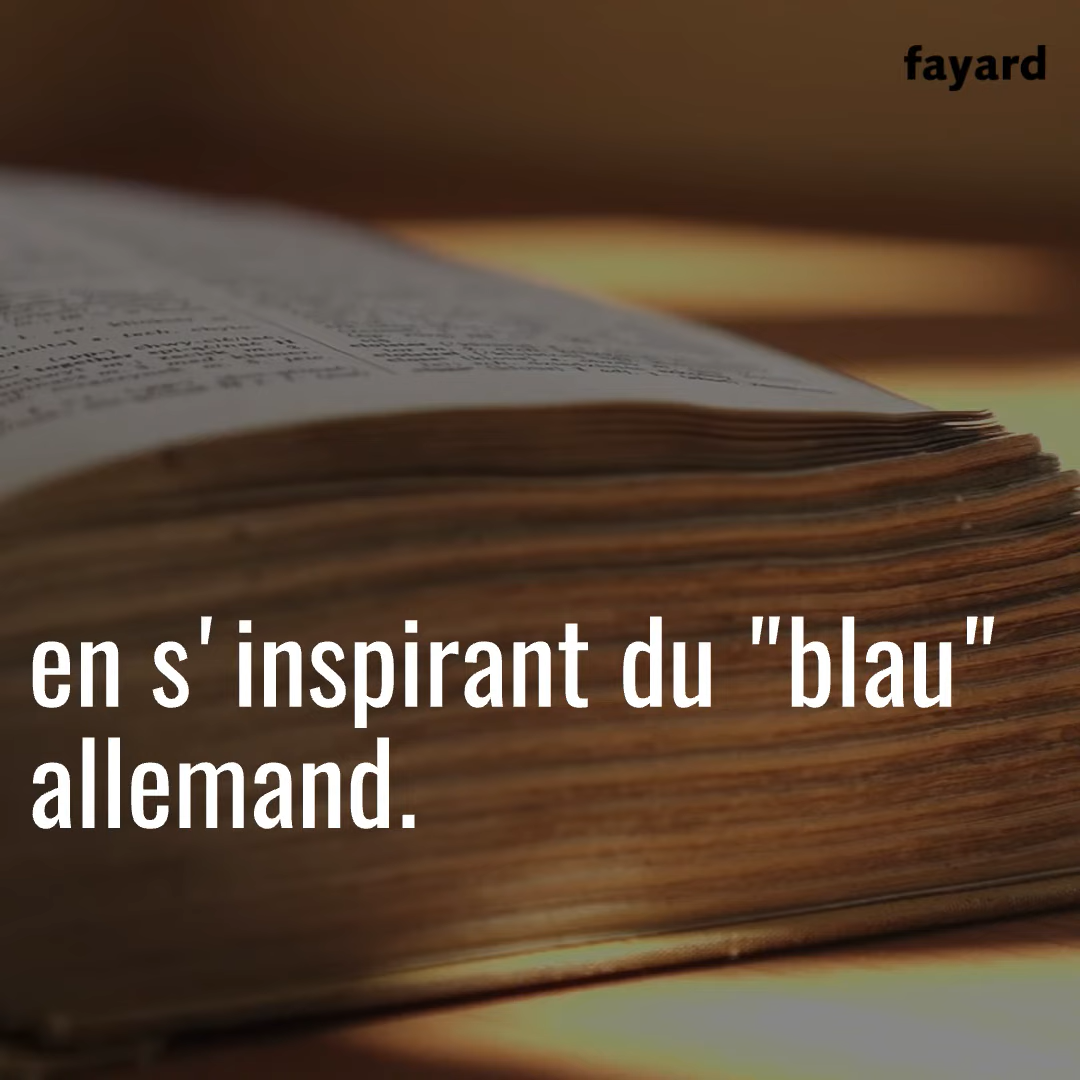 fayard
en s'inspirant du "blau"
allemand.